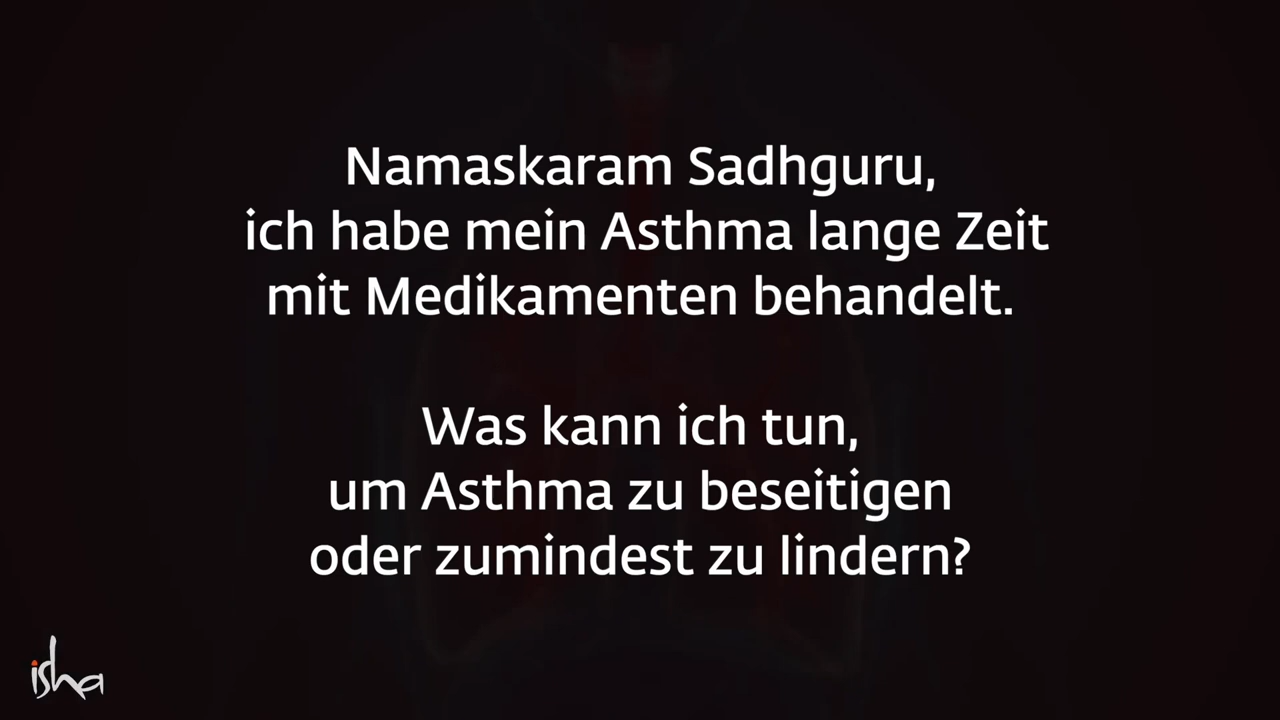 Namaskaram Sadhguru,
ich habe mein Asthma lange Zeit
mit Medikamenten behandelt.
Was kann ich tun,
um Asthma zu beseitigen
oder zumindest zu lindern?
isha